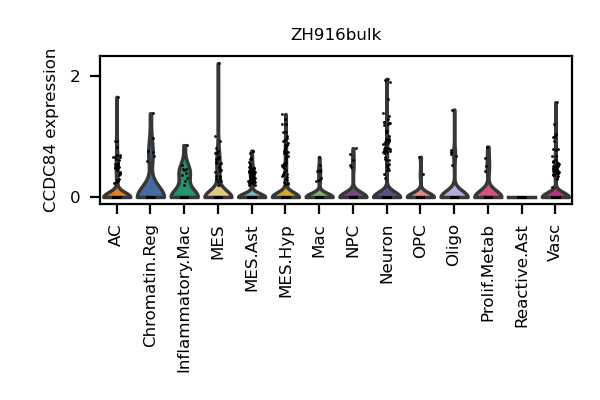 ZH916bulk
CCDC84 expression
2
0
AC
Chromatin.Reg
Inflammatory.Mac
MES
MES.Ast
MES.Hyp
Mac
NPC
Neuron
OPC
Oligo
Prolif.Metab
Reactive.Ast
Vasc